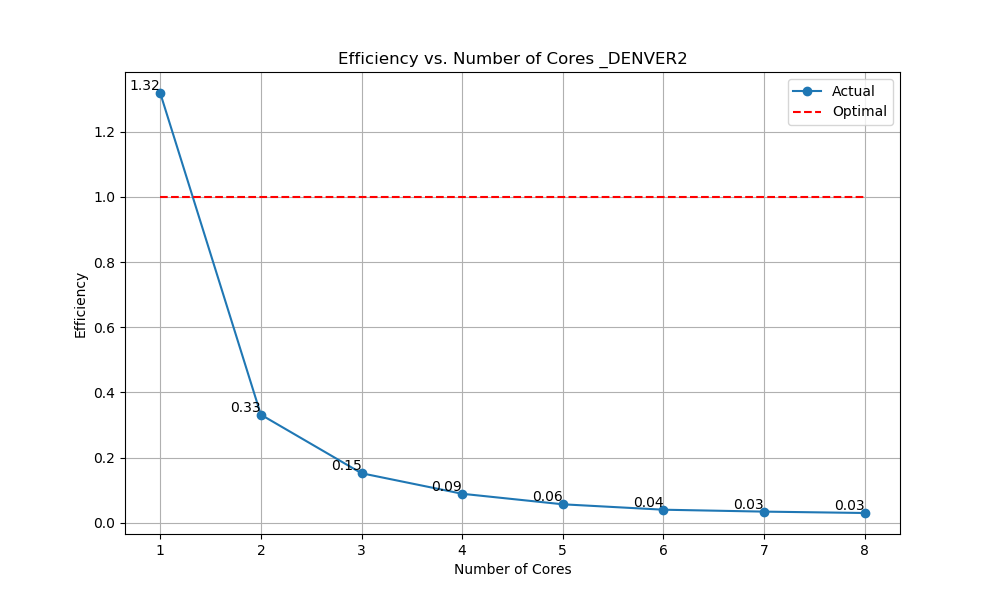 Efficiency vs. Number of Cores _DENVER2
Actual
Optimal
1.32
0.33
0.15
0.09
0.06
0.04
0.03
0.03
Efficiency
1.2
1.0
0.8
0.6
0.4
0.2
0.0
1 2 3 4 5 6 7 8
Number of Cores